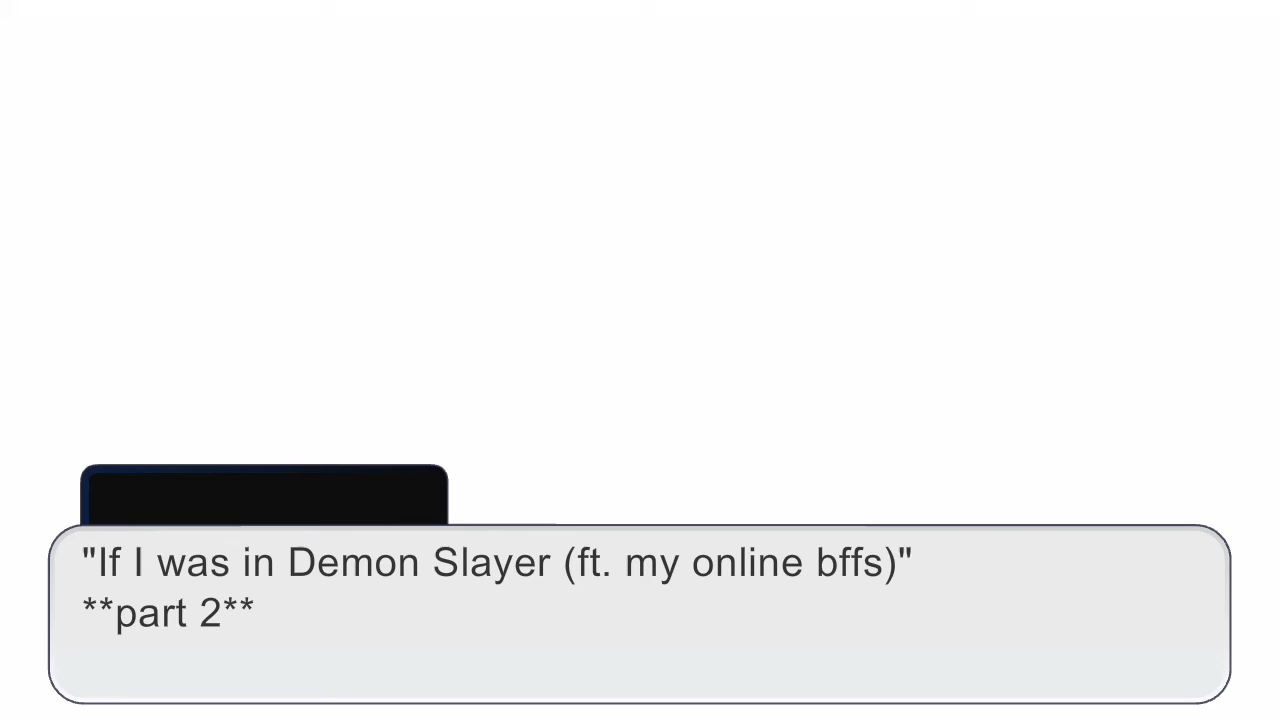 "If I was in Demon Slayer (ft. my online bffs)"
**part 2**